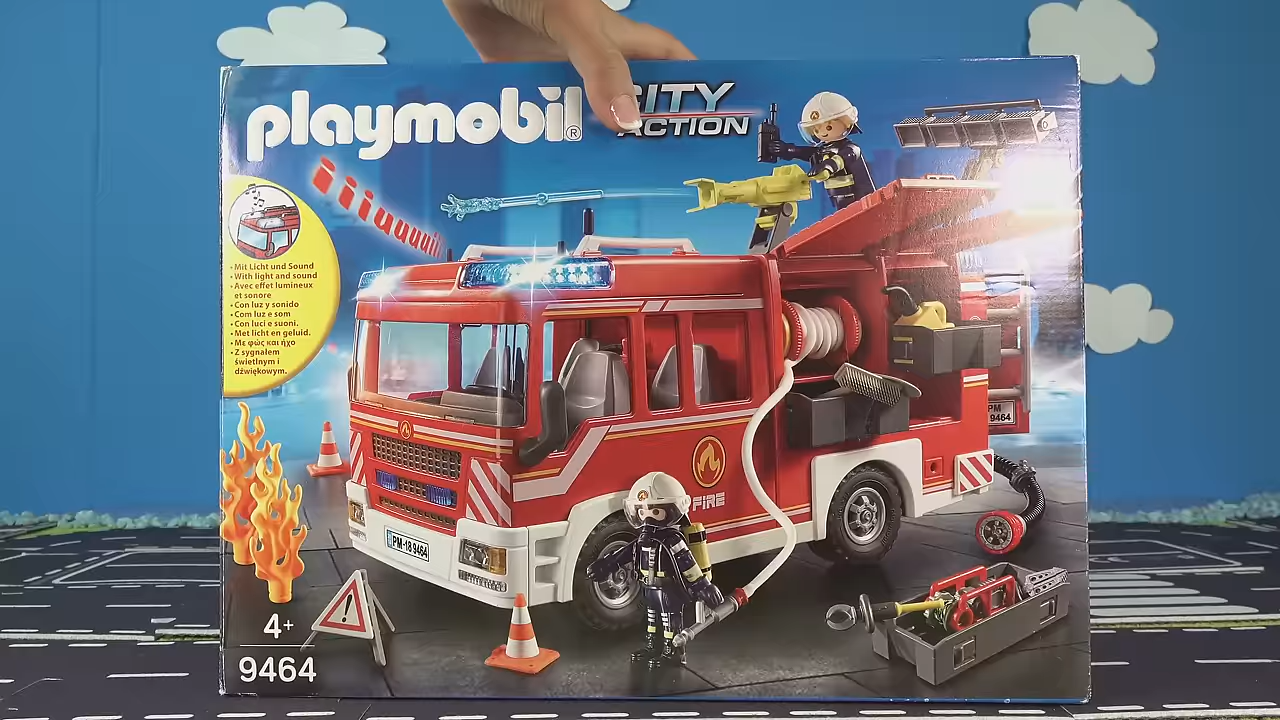 playmobil®
CITY
ACTION
• Mit Licht und Sound
• With light and sound
• Avec effet lumineux
et sonore
• Con luz y sonido
• Com luz e som
• Con luci e suoni.
• Met licht en geluid.
• Με φώς και ήχο
• Z sygnałem
świetlnym i
dźwiękowym.
FIRE
PM
9464
PM-18 9464
4+
9464